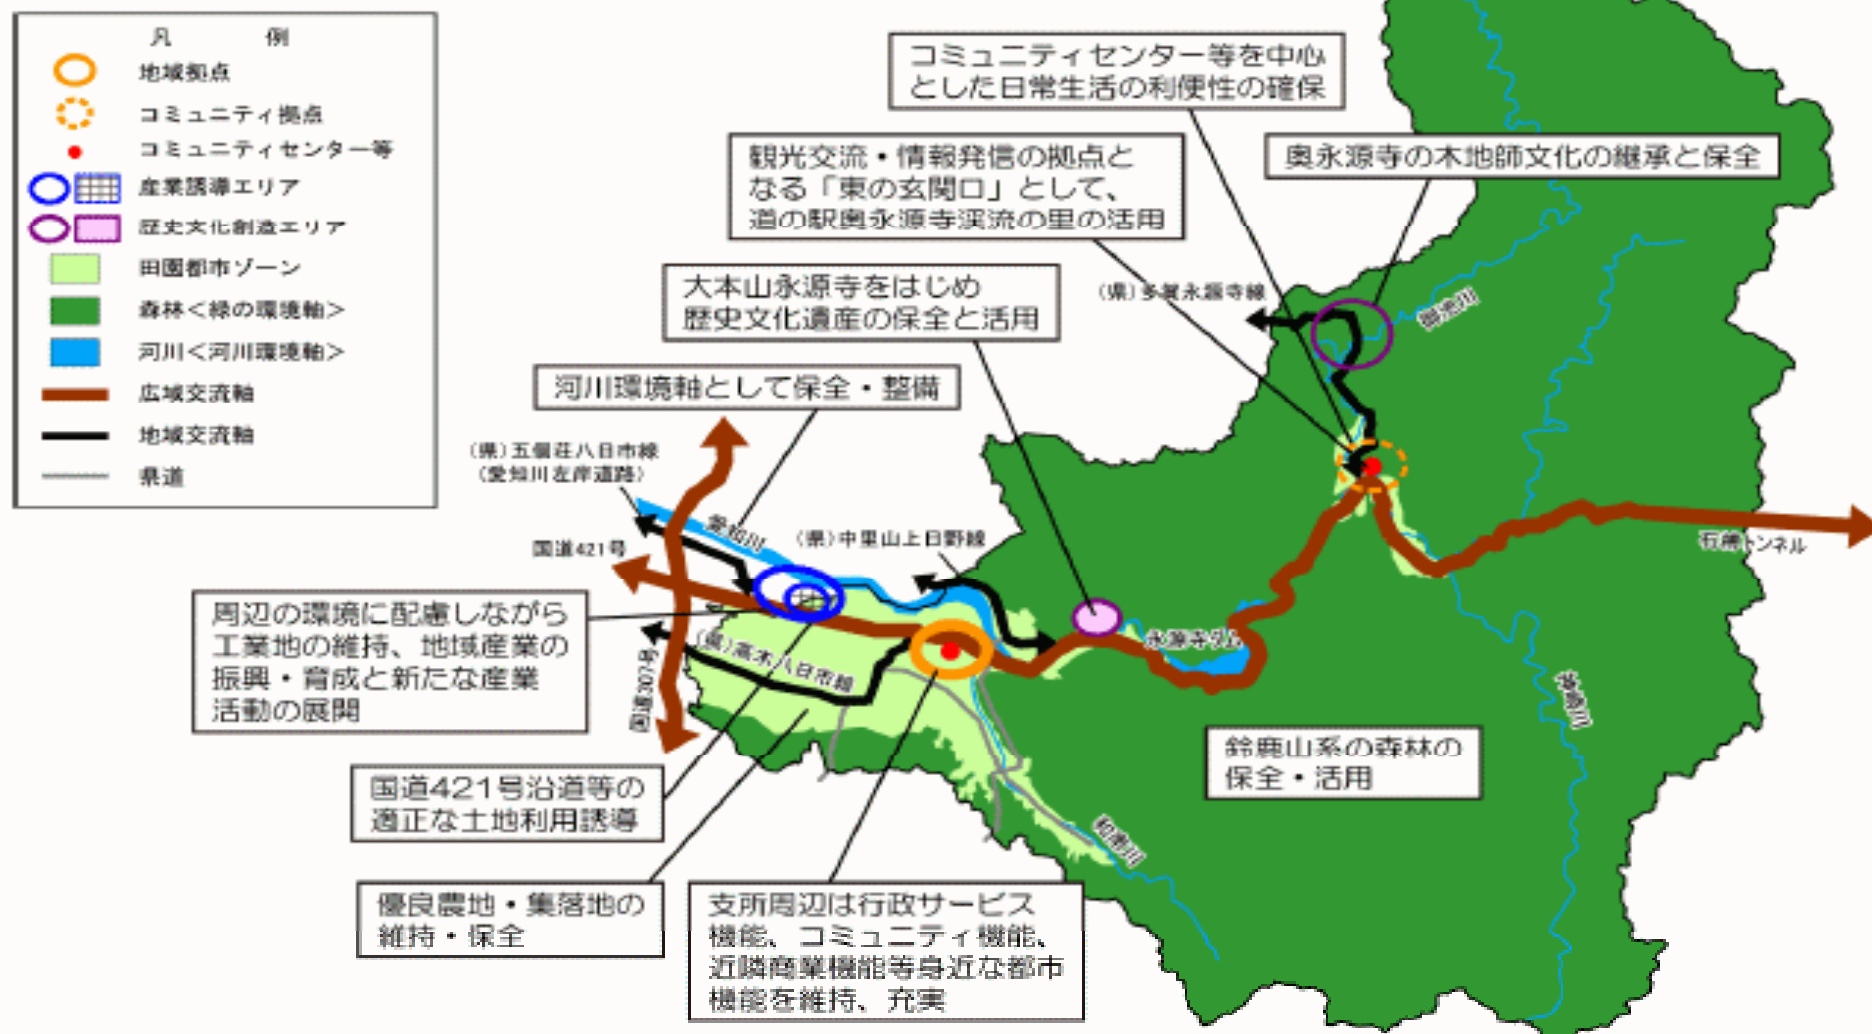 凡 例
地域拠点
コミュニティ拠点
コミュニティセンター等
産業誘導エリア
歴史文化創造エリア
田園都市ゾーン
森林＜緑の環境軸＞
河川＜河川環境軸＞
広域交流軸
地域交流軸
県道
コミュニティセンター等を中心
とした日常生活の利便性の確保
観光交流・情報発信の拠点と
なる「東の玄関口」として、
道の駅奥永源寺渓流の里の活用
奥永源寺の木地師文化の継承と保全
大本山永源寺をはじめ
歴史文化遺産の保全と活用
(県)多賀永源寺線
御池川
河川環境軸として保全・整備
(県)五個荘八日市線
(愛知川左岸道路)
愛知川
(県)中里山上日野線
国道421号
石榑トンネル
周辺の環境に配慮しながら
工業地の維持、地域産業の
振興・育成と新たな産業
活動の展開
(県)高木八日市線
国道307号
永源寺ダム
神崎川
鈴鹿山系の森林の
保全・活用
国道421号沿道等の
適正な土地利用誘導
和南川
優良農地・集落地の
維持・保全
支所周辺は行政サービス
機能、コミュニティ機能、
近隣商業機能等身近な都市
機能を維持、充実